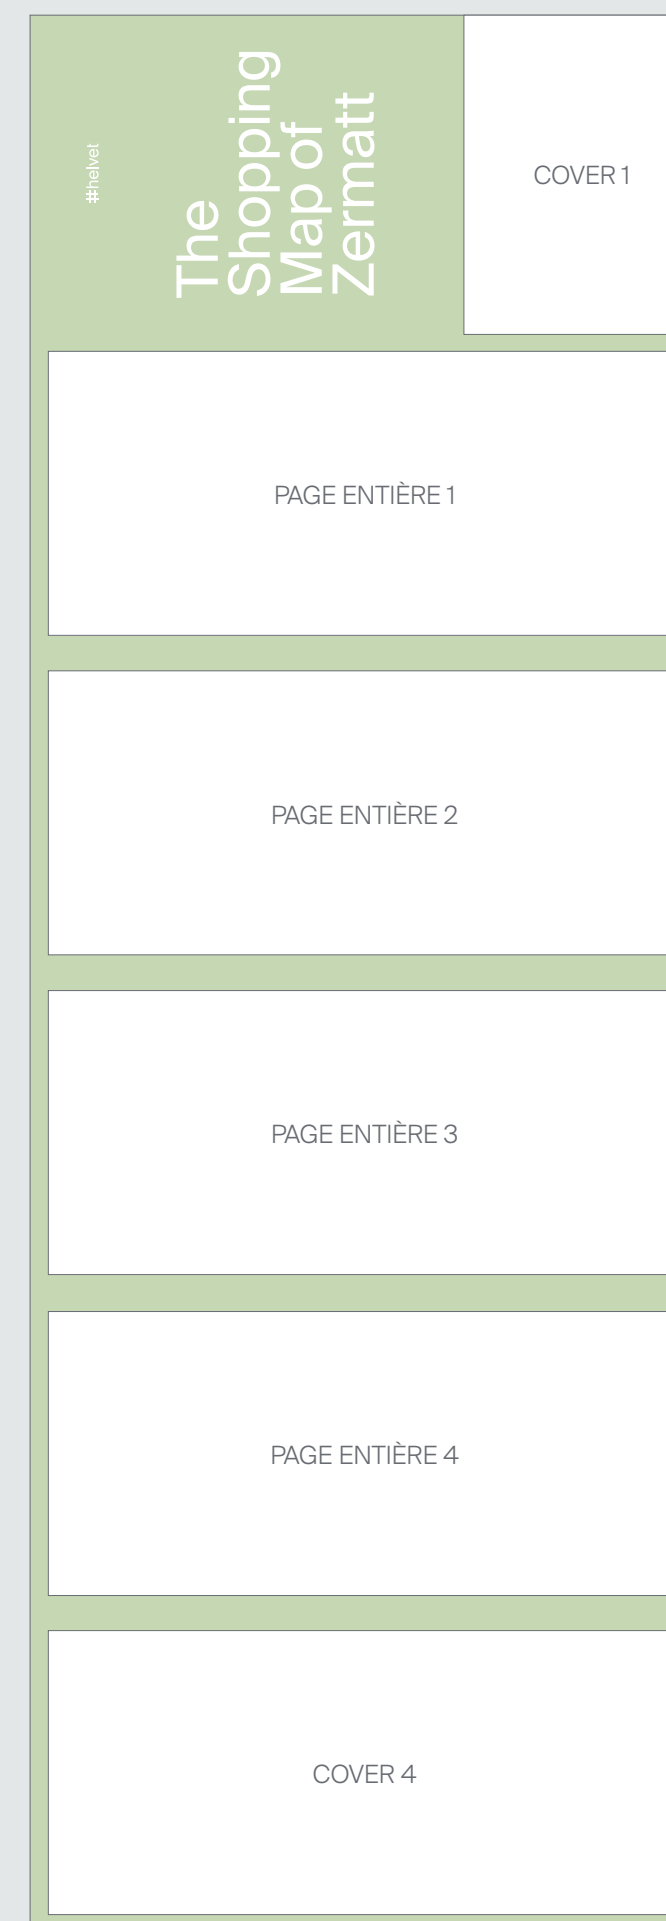 #helvet
The
Shopping
Map of
Zermatt
COVER 1
PAGE ENTIÈRE 1
PAGE ENTIÈRE 2
PAGE ENTIÈRE 3
PAGE ENTIÈRE 4
COVER 4